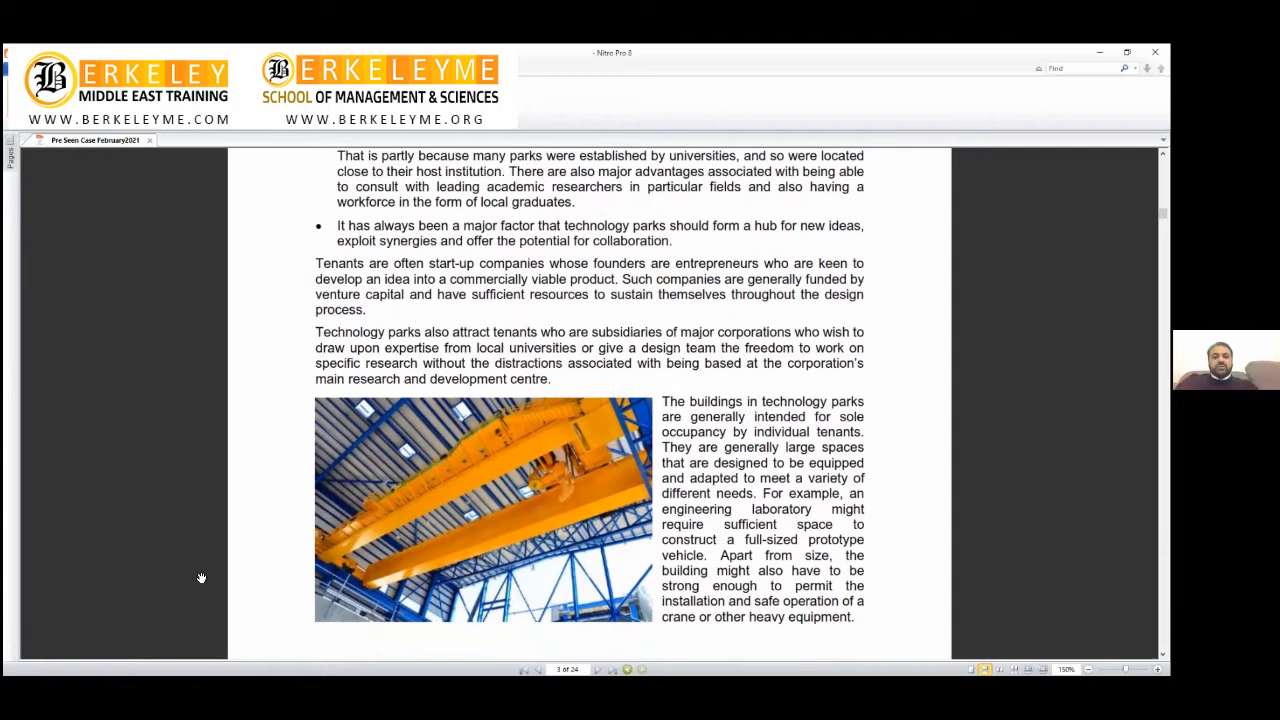 - Nitro Pro 8
BERKELEY
MIDDLE EAST TRAINING
WWW.BERKELEYME.COM
BERKELEYME
SCHOOL OF MANAGEMENT & SCIENCES
WWW.BERKELEYME.ORG
Find
Pre Seen Case February2021
Pages
That is partly because many parks were established by universities, and so were located
close to their host institution. There are also major advantages associated with being able
to consult with leading academic researchers in particular fields and also having a
workforce in the form of local graduates.
• It has always been a major factor that technology parks should form a hub for new ideas,
exploit synergies and offer the potential for collaboration.
Tenants are often start-up companies whose founders are entrepreneurs who are keen to
develop an idea into a commercially viable product. Such companies are generally funded by
venture capital and have sufficient resources to sustain themselves throughout the design
process.
Technology parks also attract tenants who are subsidiaries of major corporations who wish to
draw upon expertise from local universities or give a design team the freedom to work on
specific research without the distractions associated with being based at the corporation's
main research and development centre.
The buildings in technology parks
are generally intended for sole
occupancy by individual tenants.
They are generally large spaces
that are designed to be equipped
and adapted to meet a variety of
different needs. For example, an
engineering laboratory might
require sufficient space to
construct a full-sized prototype
vehicle. Apart from size, the
building might also have to be
strong enough to permit the
installation and safe operation of a
crane or other heavy equipment.
3 of 24
150%